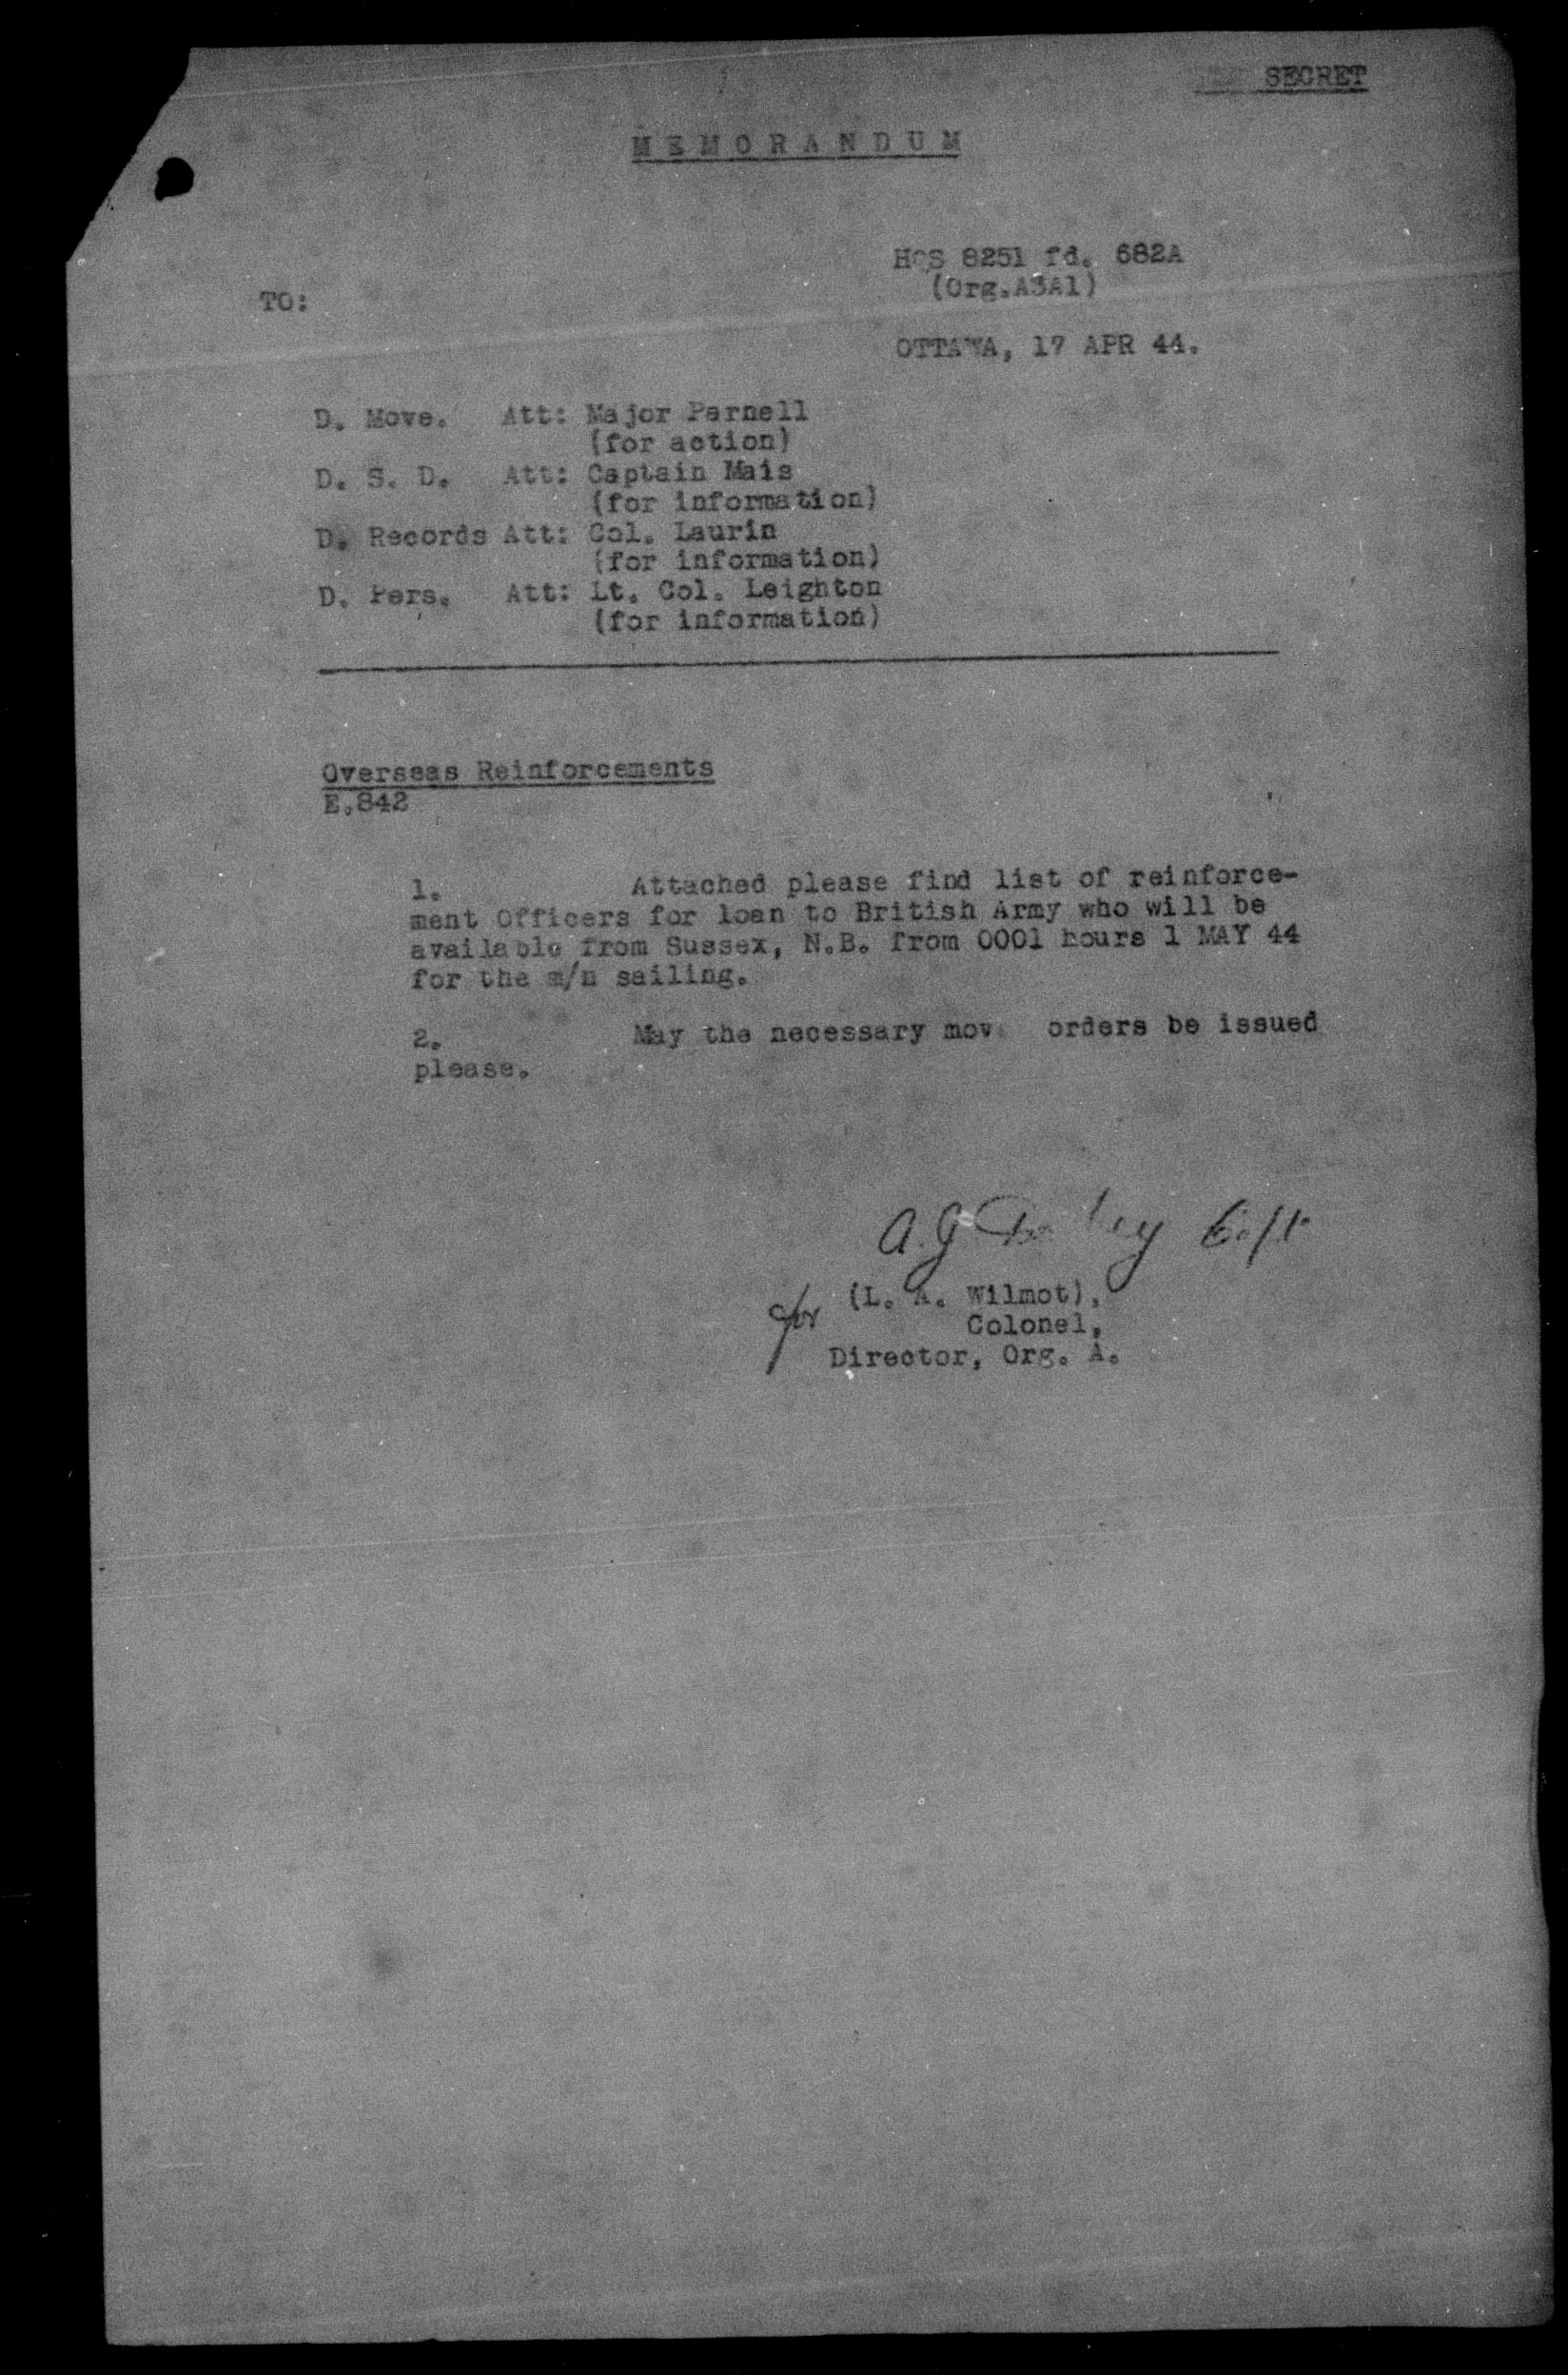 SECRET
MEMORANDUM
HQS 8251 fd. 682A
(Org.A3A1)
TO:
OTTAWA, 17 APR 44.
D. Move. Att: Major Parnell
(for action)
D. S. D. Att: Captain Mais
(for information)
D. Records Att: Col. Laurin
(for information)
D. Pers. Att: Lt. Col. Leighton
(for information)
Overseas Reinforcements
E.842
1. Attached please find list of reinforce-
ment Officers for loan to British Army who will be
available from Sussex, N.B. from 0001 hours 1 MAY 44
for the m/n sailing.
2. May the necessary mov orders be issued
please.
A. G. Capt
for (L. A. Wilmot),
Colonel,
Director, Org. A.